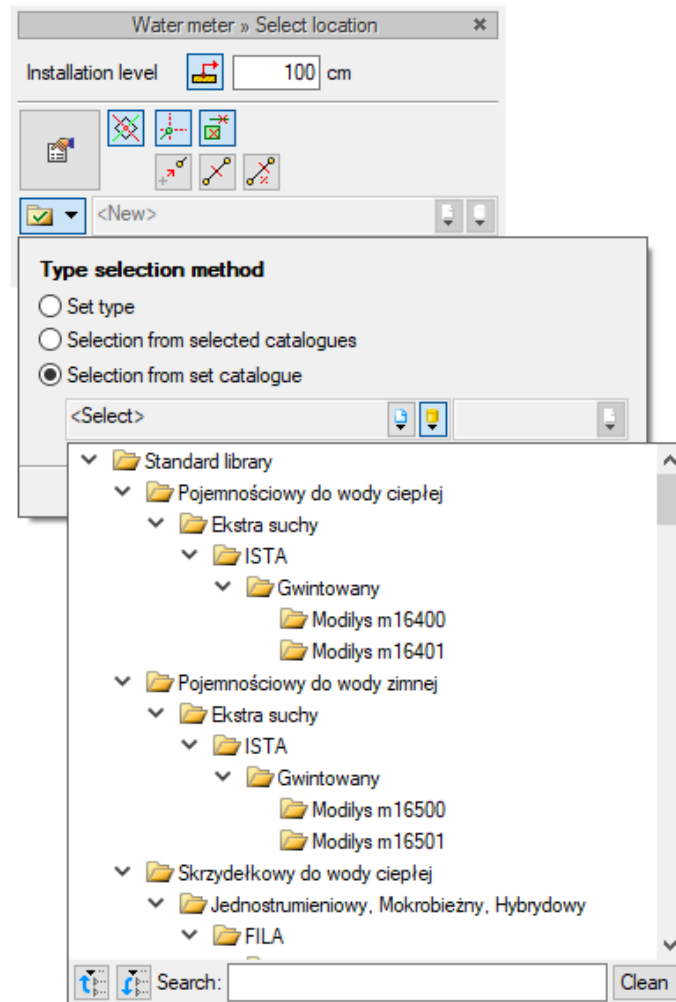 Water meter » Select location
Installation level 100 cm
<New>
Type selection method
Set type
Selection from selected catalogues
Selection from set catalogue
<Select>
Standard library
Pojemnościowy do wody ciepłej
Ekstra suchy
ISTA
Gwintowany
Modilys m16400
Modilys m16401
Pojemnościowy do wody zimnej
Ekstra suchy
ISTA
Gwintowany
Modilys m16500
Modilys m16501
Skrzydełkowy do wody ciepłej
Jednostrumieniowy, Mokrobieżny, Hybrydowy
FILA
Search: Clean